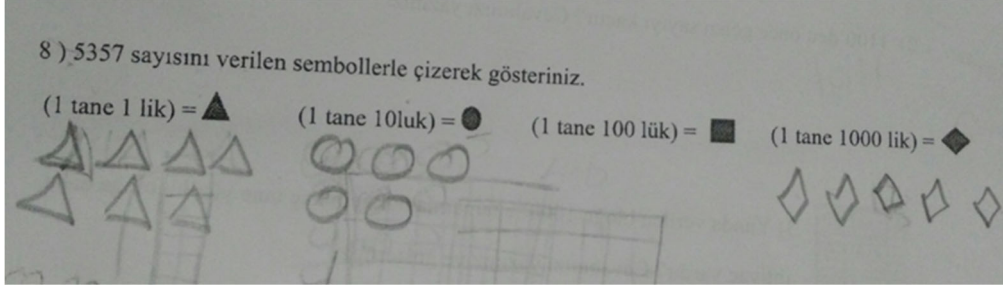 8 ) 5357 sayısını verilen sembollerle çizerek gösteriniz.
(1 tane 1 lik) = ▲ (1 tane 10luk) = ● (1 tane 100 lük) = ■ (1 tane 1000 lik) = ◆